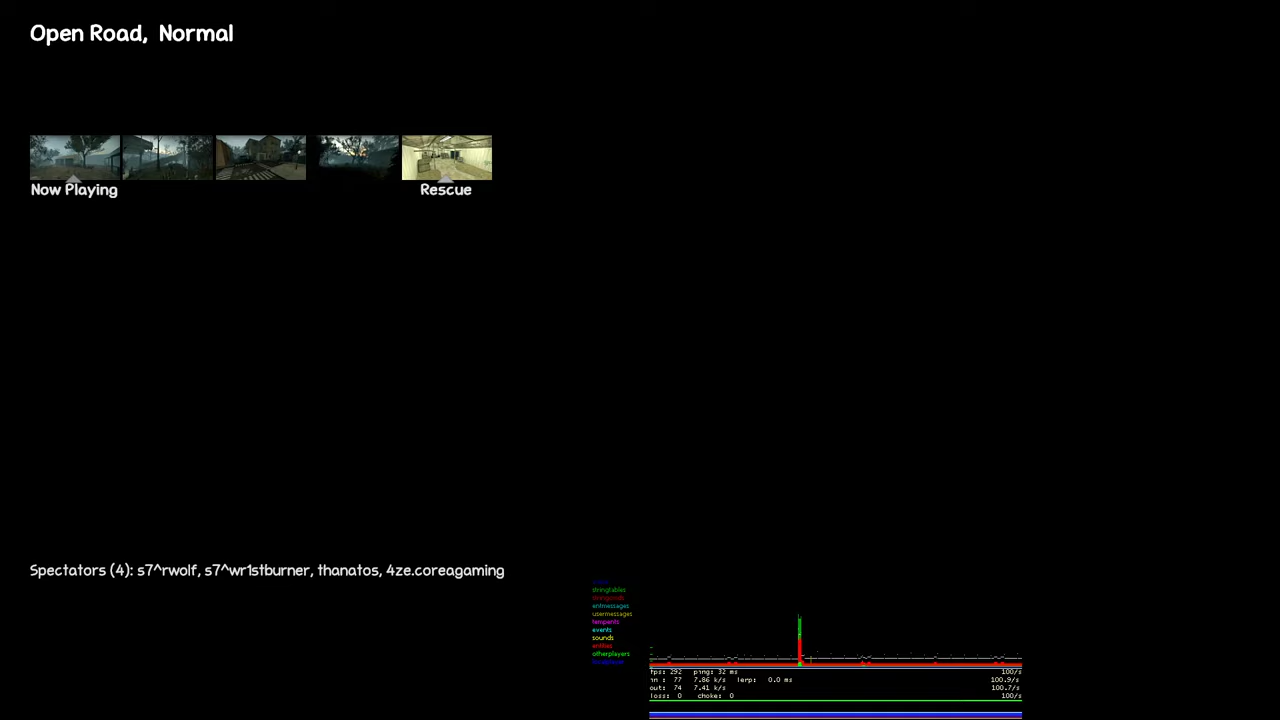 Open Road, Normal
Now Playing
Rescue
Spectators (4): s7^rwolf, s7^wr1stburner, thanatos, 4ze.coreagaming
stringtables
entmessages
usermessages
tempents
events
sounds
entities
otherplayers
localplayer
fps: 292 ping: 32 ms 100/s
in : 77 7.86 k/s lerp: 0.0 ms 100.9/s
out: 74 7.41 k/s 100.7/s
loss: 0 choke: 0 100/s